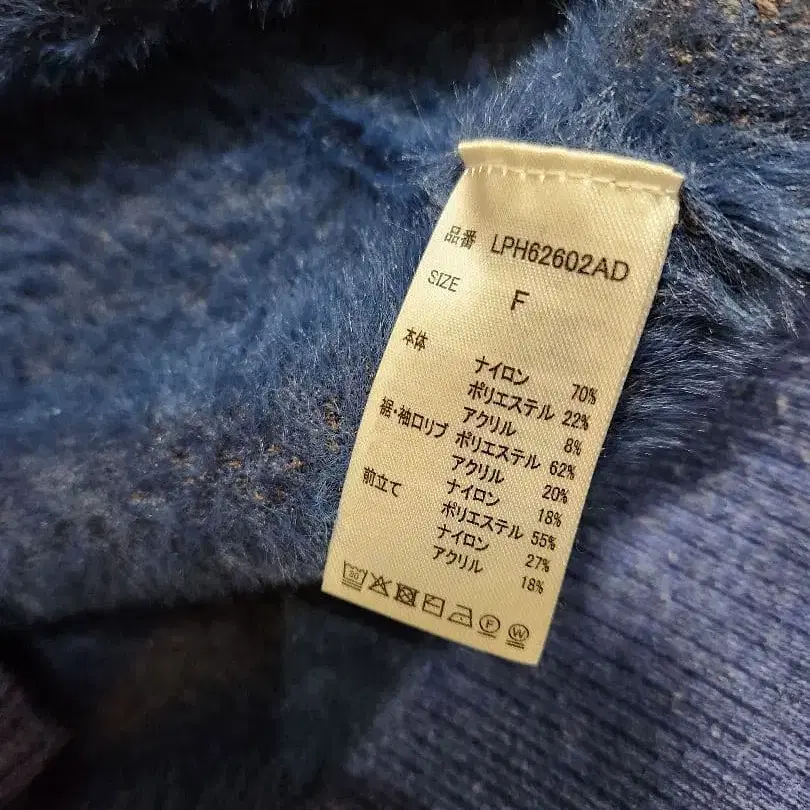 品番 LPH62602AD
SIZE F
本体 ナイロン 70%
ポリエステル 22%
アクリル 8%
裾・袖口リブ ポリエステル 62%
アクリル 20%
ナイロン 18%
前立て ポリエステル 55%
ナイロン 27%
アクリル 18%
30 F W